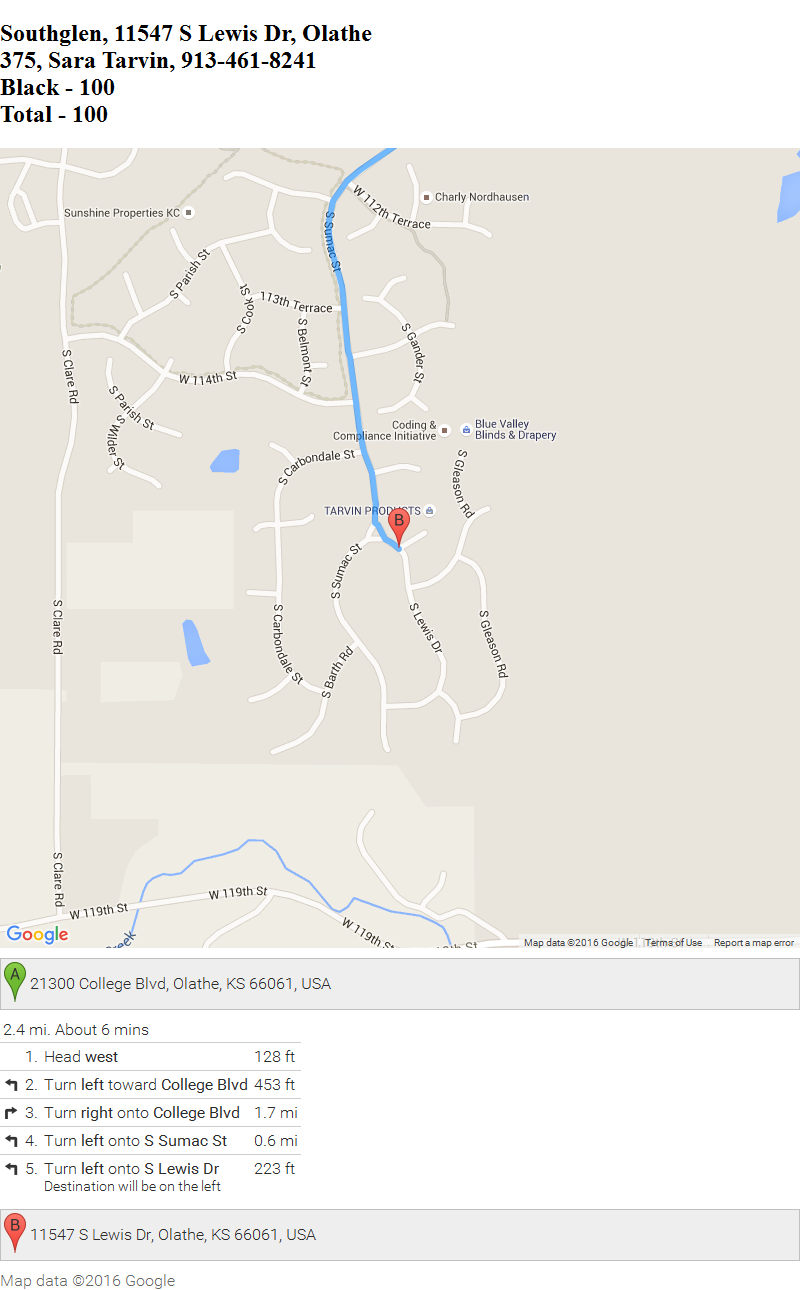 Southglen, 11547 S Lewis Dr, Olathe
375, Sara Tarvin, 913-461-8241
Black - 100
Total - 100
W 112th Terrace
Charly Nordhausen
Sunshine Properties KC
S Sumac St
S Parish St
S Cook St
113th Terrace
S Belmont St
S Gander St
S Clare Rd
W 114th St
S Parish St
S Wilder St
Coding &
Compliance Initiative
Blue Valley
Blinds & Drapery
S Carbondale St
S Gleason Rd
TARVIN PRODUCTS
B
S Sumac St
S Clare Rd
S Carbondale St
S Lewis Dr
S Gleason Rd
S Barth Rd
S Clare Rd
W 119th St
W 119th St
W 119th St
Google
Map data ©2016 Google
Terms of Use
Report a map error
A
21300 College Blvd, Olathe, KS 66061, USA
2.4 mi. About 6 mins
1. Head west 128 ft
2. Turn left toward College Blvd 453 ft
3. Turn right onto College Blvd 1.7 mi
4. Turn left onto S Sumac St 0.6 mi
5. Turn left onto S Lewis Dr 223 ft
Destination will be on the left
B
11547 S Lewis Dr, Olathe, KS 66061, USA
Map data ©2016 Google